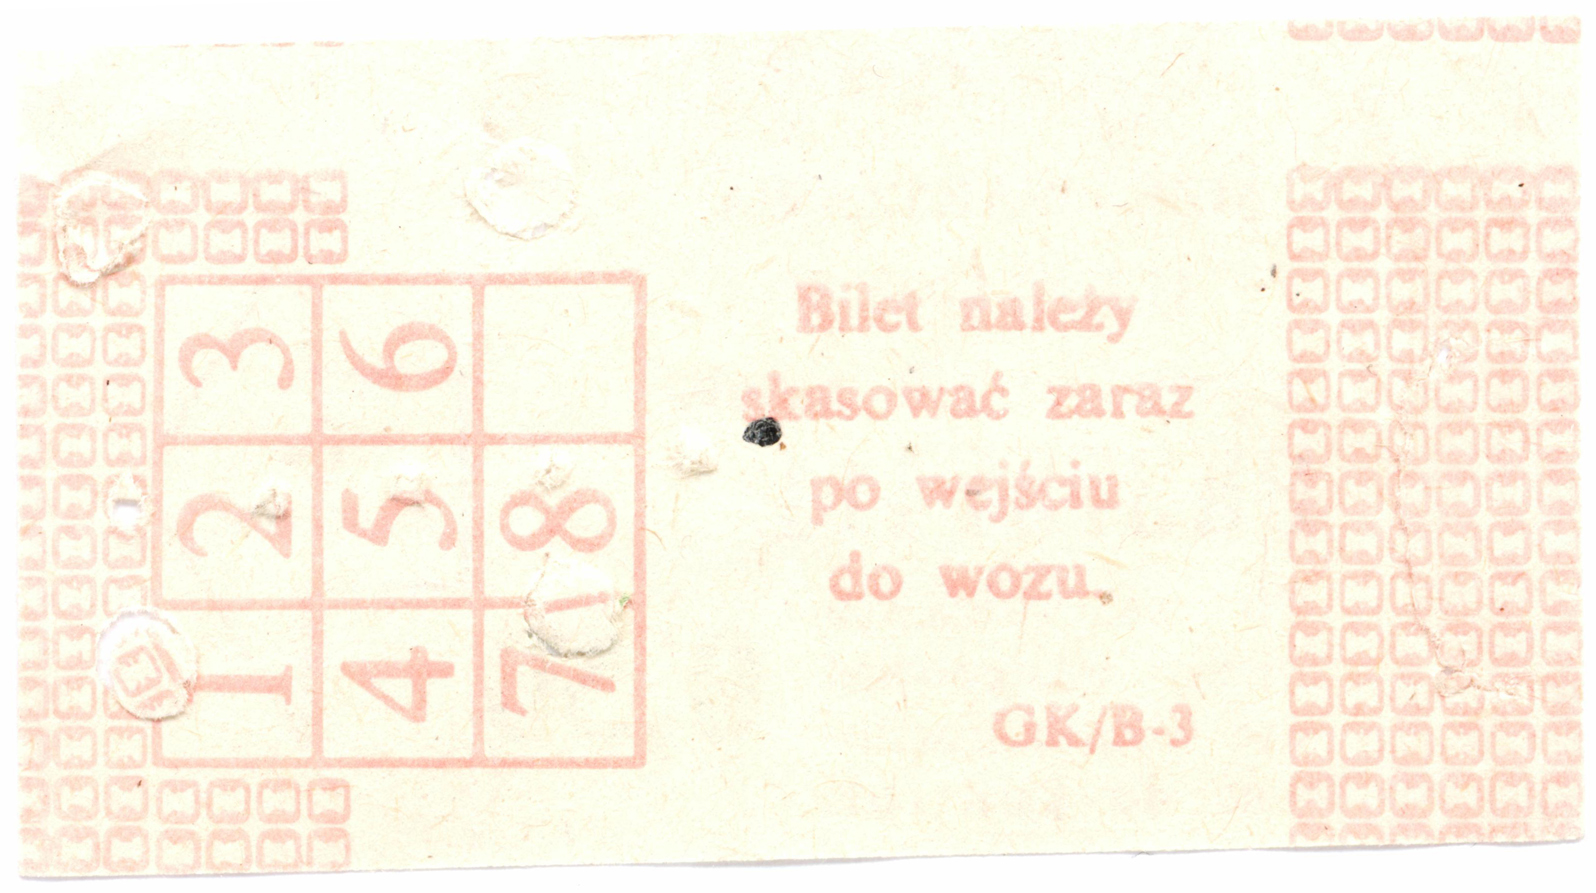 3 6
2 5 8
1 4 7
Bilet należy
skasować zaraz
po wejściu
do wozu.
GK/B-3